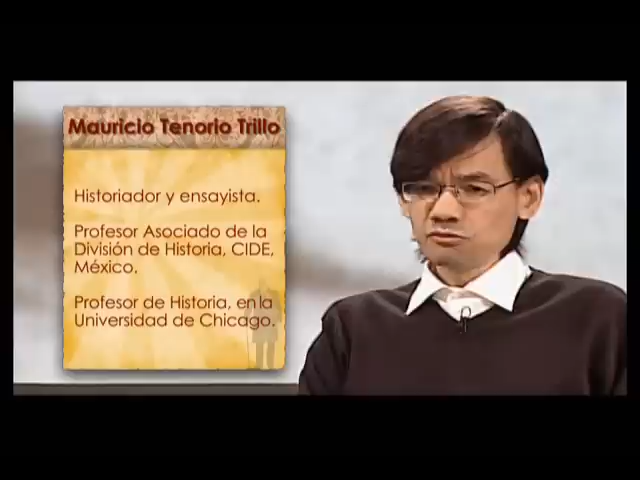 Mauricio Tenorio Trillo
Historiador y ensayista.
Profesor Asociado de la
División de Historia, CIDE,
México.
Profesor de Historia, en la
Universidad de Chicago.